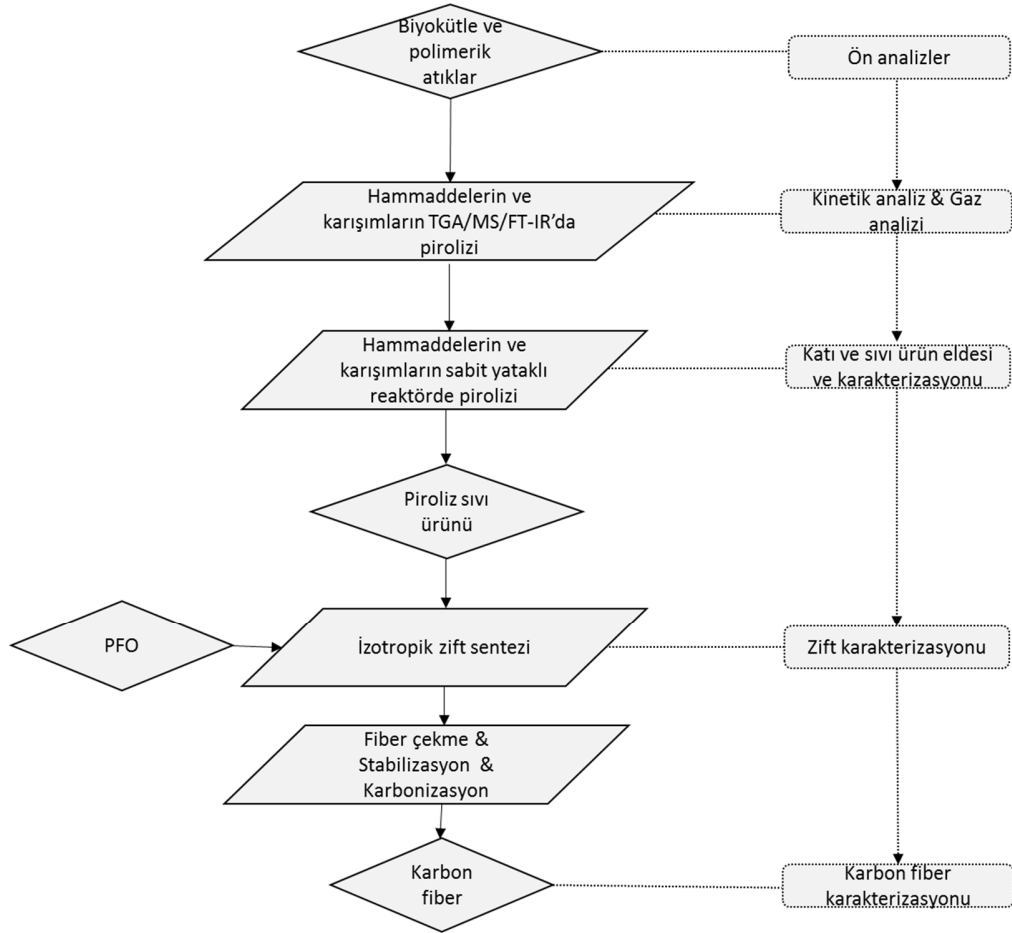 Biyokütle ve
polimerik
atıklar
Ön analizler
Hammaddelerin ve
karışımların TGA/MS/FT-IR’da
pirolizi
Kinetik analiz & Gaz
analizi
Hammaddelerin ve
karışımların sabit yataklı
reaktörde pirolizi
Katı ve sıvı ürün eldesi
ve karakterizasyonu
Piroliz sıvı
ürünü
PFO
İzotropik zift sentezi
Zift karakterizasyonu
Fiber çekme &
Stabilizasyon &
Karbonizasyon
Karbon
fiber
Karbon fiber
karakterizasyonu